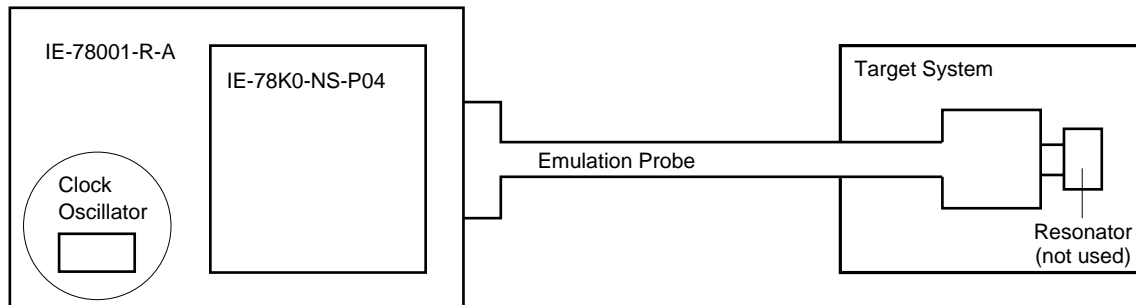 IE-78001-R-A
IE-78K0-NS-P04
Target System
Emulation Probe
Clock
Oscillator
Resonator
(not used)